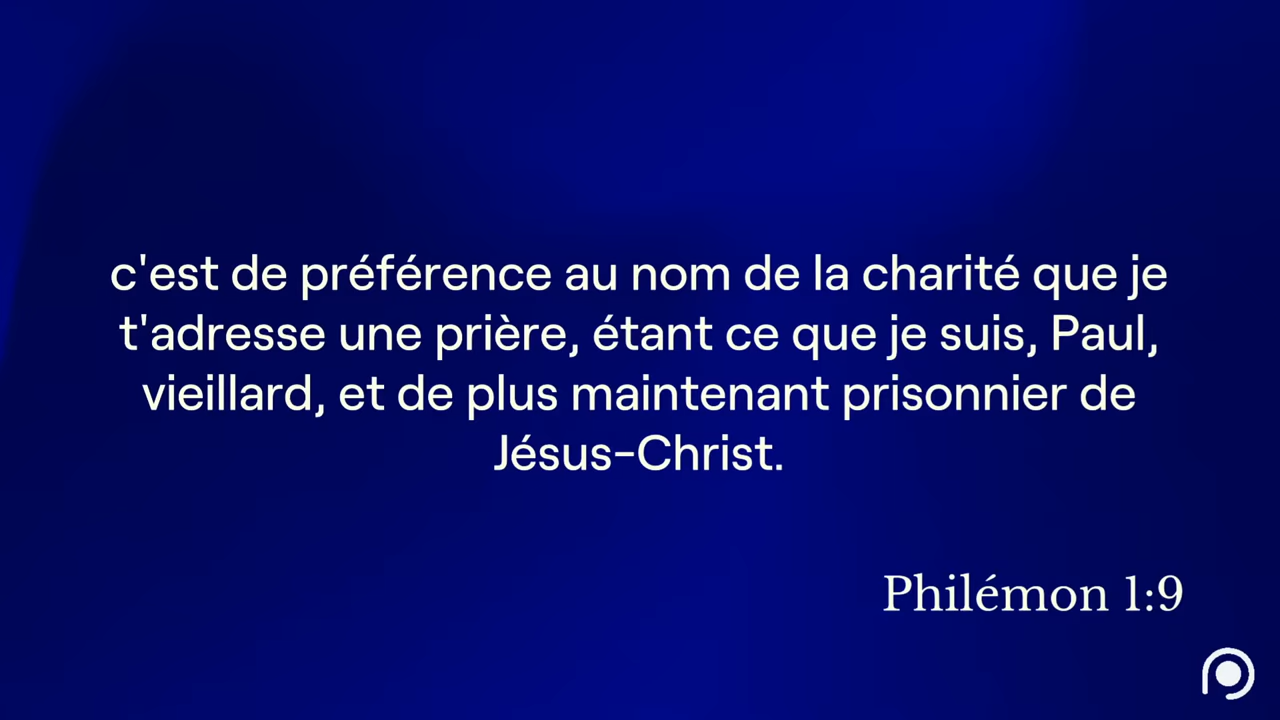 c'est de préférence au nom de la charité que je
t'adresse une prière, étant ce que je suis, Paul,
vieillard, et de plus maintenant prisonnier de
Jésus-Christ.
Philémon 1:9